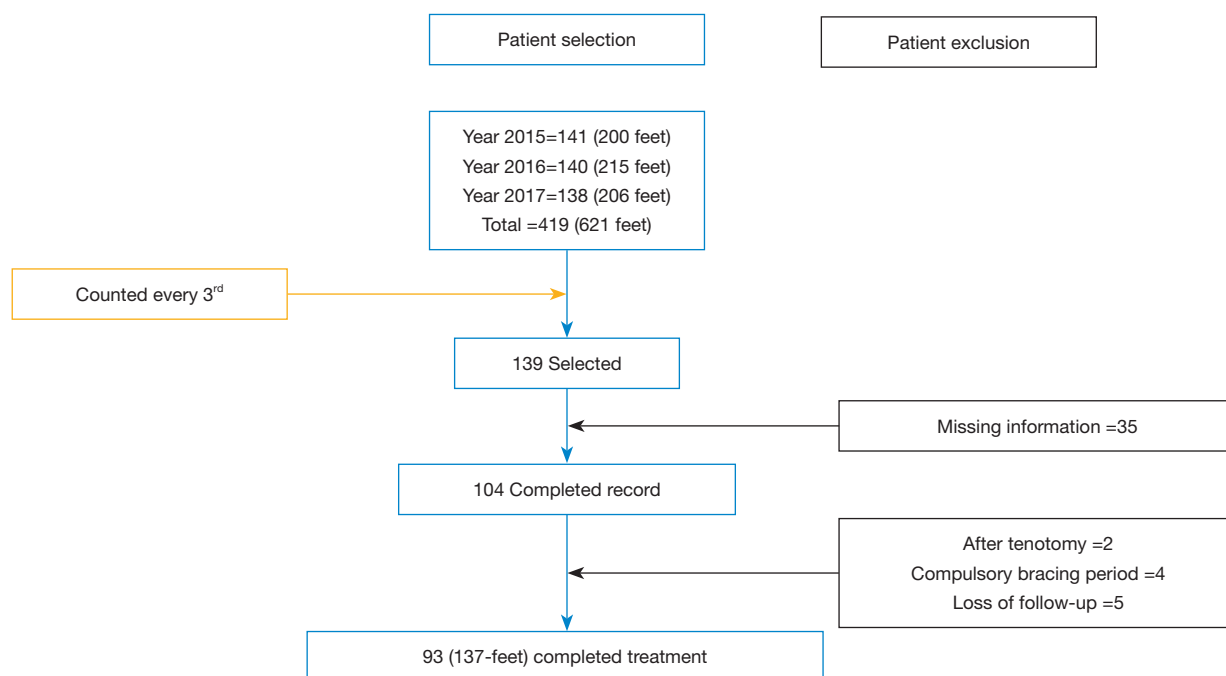 Patient selection
Patient exclusion
Year 2015=141 (200 feet)
Year 2016=140 (215 feet)
Year 2017=138 (206 feet)
Total =419 (621 feet)
Counted every 3rd
139 Selected
Missing information =35
104 Completed record
After tenotomy =2
Compulsory bracing period =4
Loss of follow-up =5
93 (137-feet) completed treatment